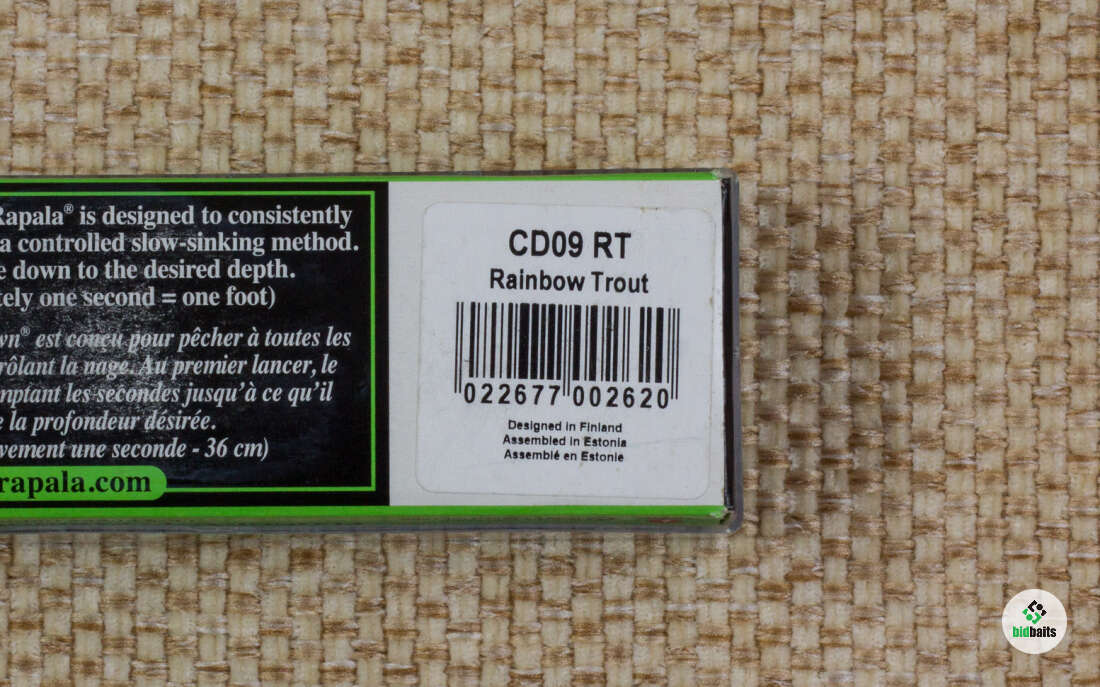 Rapala® is designed to consistently
a controlled slow-sinking method.
e down to the desired depth.
tely one second = one foot)
wn® est conçu pour pêcher à toutes les
rôlant la nage. Au premier lancer, le
mptant les secondes jusqu'à ce qu'il
e la profondeur désirée.
vement une seconde - 36 cm)
rapala.com
CD09 RT
Rainbow Trout
022677 002620
Designed in Finland
Assembled in Estonia
Assemblé en Estonie
bidbaits